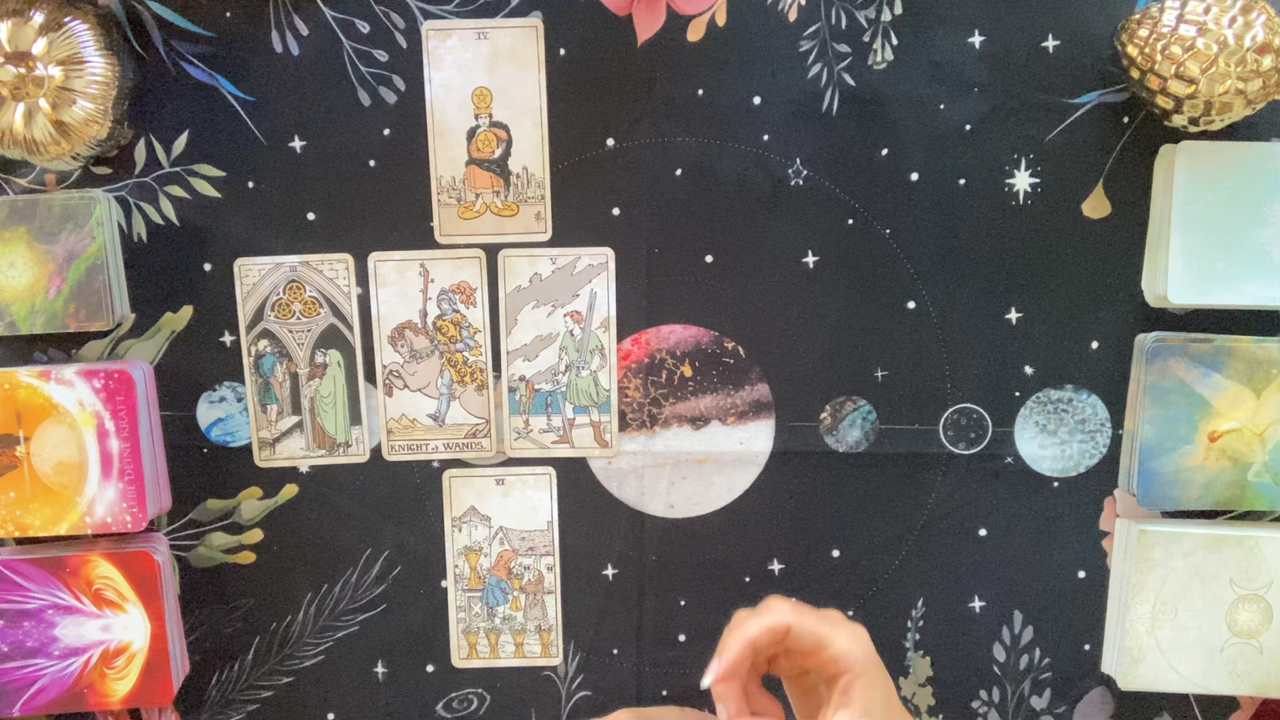 IV
III
V
KNIGHT of WANDS.
LEBE DEINE KRAFT
VI